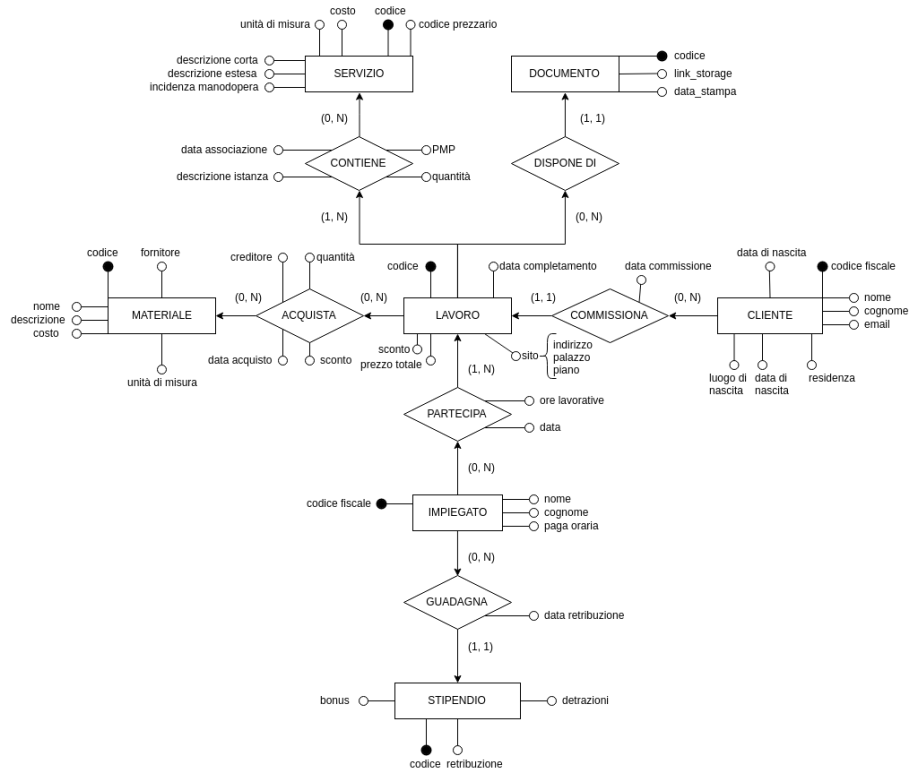 costo
codice
unità di misura
codice prezzario
descrizione corta
descrizione estesa
incidenza manodopera
SERVIZIO
DOCUMENTO
codice
link_storage
data_stampa
(0, N)
(1, 1)
data associazione
PMP
CONTIENE
descrizione istanza
quantità
DISPONE DI
(1, N)
(0, N)
codice
fornitore
creditore
quantità
codice
data completamento
data commissione
data di nascita
codice fiscale
(0, N)
(0, N)
(1, 1)
(0, N)
nome
descrizione
costo
MATERIALE
ACQUISTA
LAVORO
COMMISSIONA
CLIENTE
nome
cognome
email
unità di misura
data acquisto
sconto
sconto
prezzo totale
sito
indirizzo
palazzo
piano
luogo di
nascita
data di
nascita
residenza
(1, N)
PARTECIPA
ore lavorative
data
(0, N)
codice fiscale
IMPIEGATO
nome
cognome
paga oraria
(0, N)
GUADAGNA
data retribuzione
(1, 1)
bonus
STIPENDIO
detrazioni
codice
retribuzione